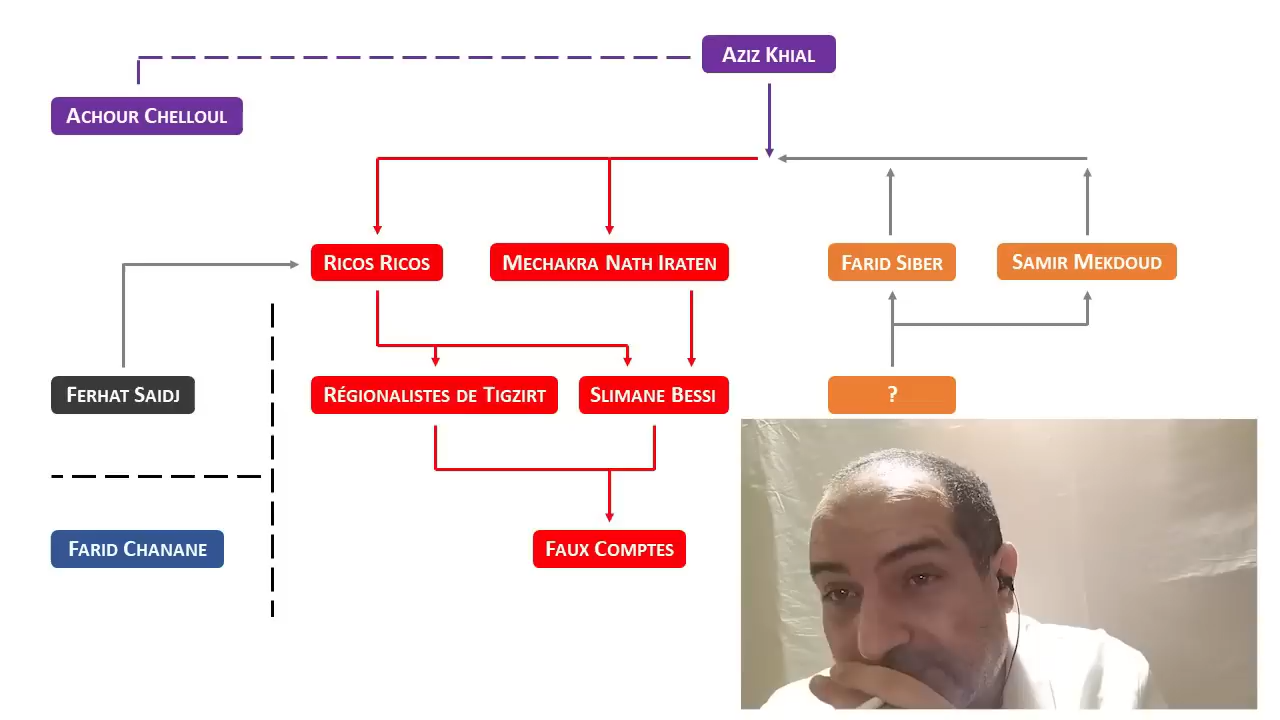 Aziz Khial
Achour Chelloul
Ricos Ricos
Mechakra Nath Iraten
Farid Siber
Samir Mekdoud
Ferhat Saidj
Régionalistes de Tigzirt
Slimane Bessi
?
Farid Chanane
Faux Comptes